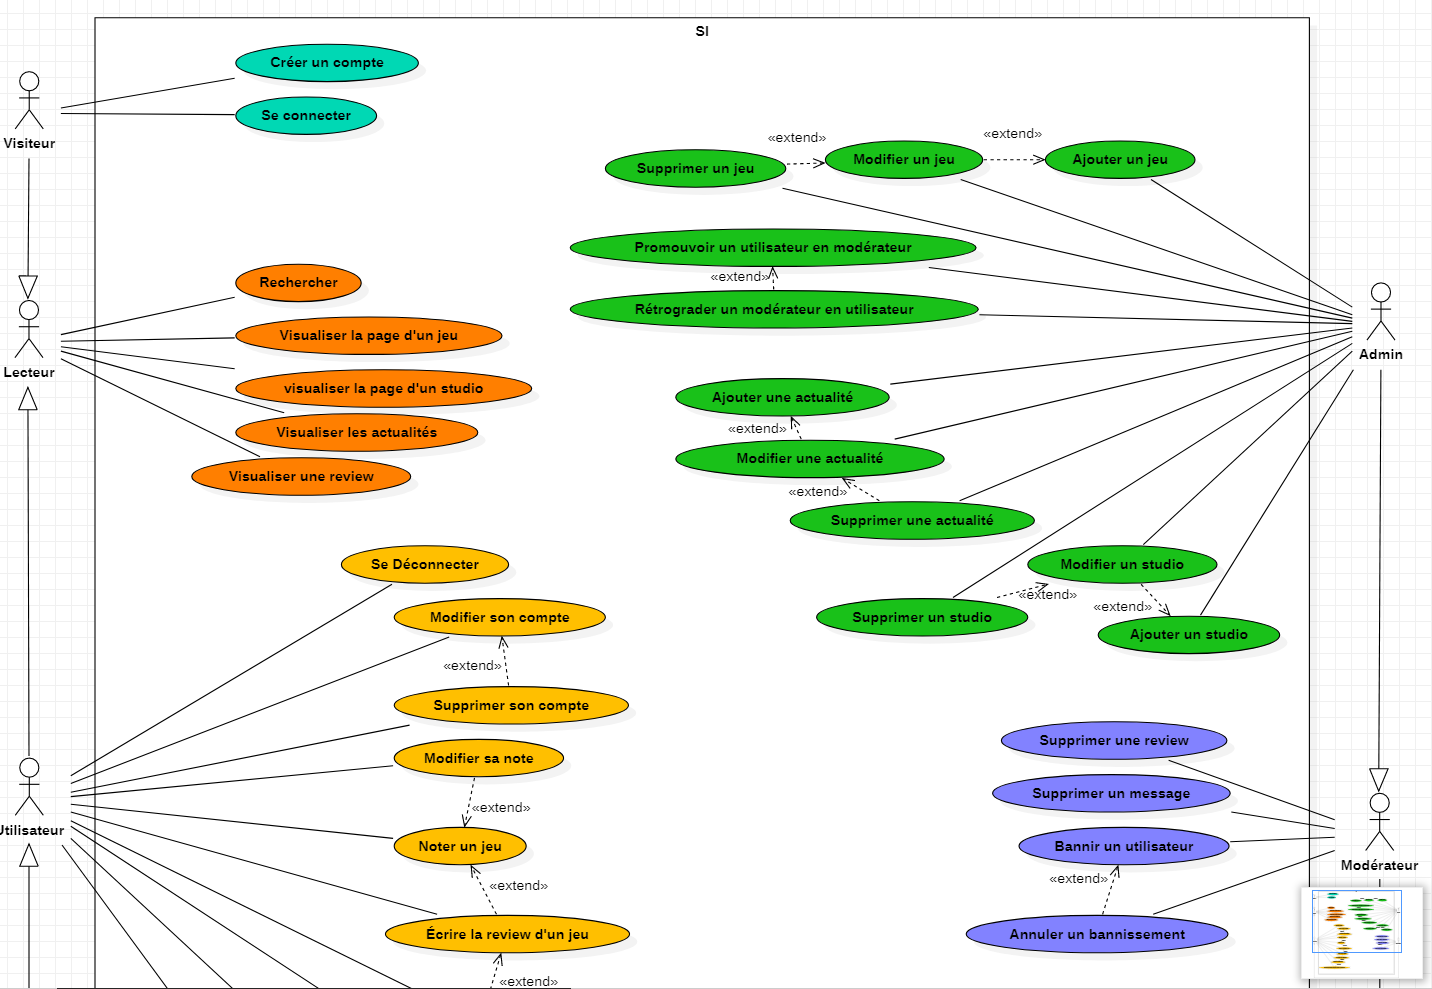 SI
Créer un compte
Se connecter
Visiteur
«extend»
«extend»
Supprimer un jeu
Modifier un jeu
Ajouter un jeu
Promouvoir un utilisateur en modérateur
«extend»
Rétrograder un modérateur en utilisateur
Rechercher
Visualiser la page d'un jeu
Lecteur
visualiser la page d'un studio
Visualiser les actualités
Visualiser une review
Admin
Ajouter une actualité
«extend»
Modifier une actualité
«extend»
Supprimer une actualité
Modifier un studio
«extend»
«extend»
Supprimer un studio
Ajouter un studio
Se Déconnecter
Modifier son compte
«extend»
Supprimer son compte
Modifier sa note
«extend»
Utilisateur
Noter un jeu
«extend»
Écrire la review d'un jeu
«extend»
Supprimer une review
Supprimer un message
Bannir un utilisateur
Modérateur
«extend»
Annuler un bannissement